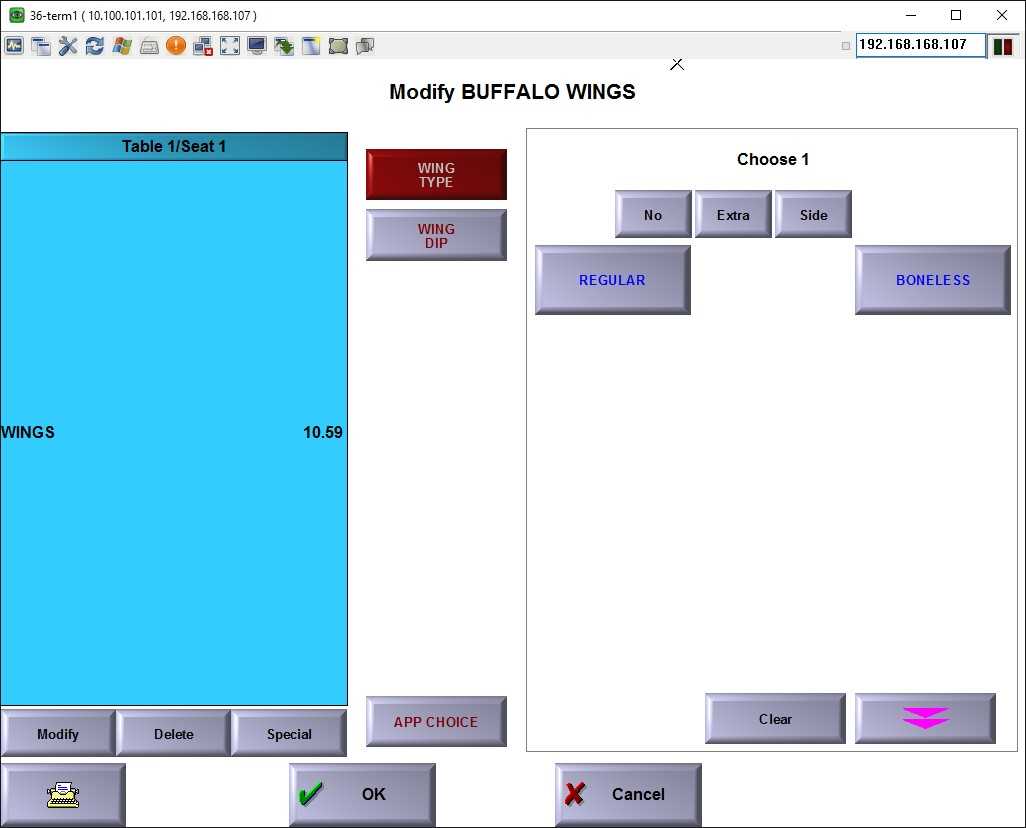 36-term1 ( 10.100.101.101, 192.168.168.107 )
192.168.168.107
Modify BUFFALO WINGS
Table 1/Seat 1
WINGS 10.59
WING
TYPE
WING
DIP
APP CHOICE
Choose 1
No Extra Side
REGULAR BONELESS
Clear
Modify Delete Special
OK Cancel